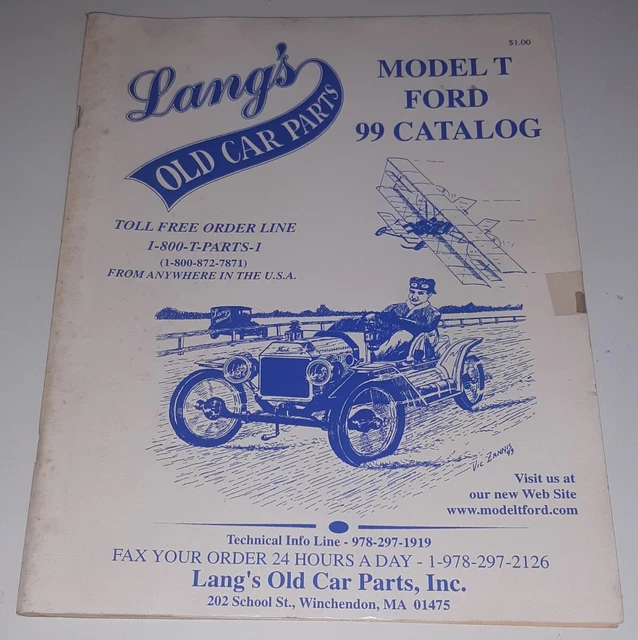 $1.00
Lang's
OLD CAR PARTS
MODEL T
FORD
99 CATALOG
TOLL FREE ORDER LINE
1-800-T-PARTS-1
(1-800-872-7871)
FROM ANYWHERE IN THE U.S.A.
Ford
Vic Zannis
Visit us at
our new Web Site
www.modeltford.com
Technical Info Line - 978-297-1919
FAX YOUR ORDER 24 HOURS A DAY - 1-978-297-2126
Lang's Old Car Parts, Inc.
202 School St., Winchendon, MA 01475